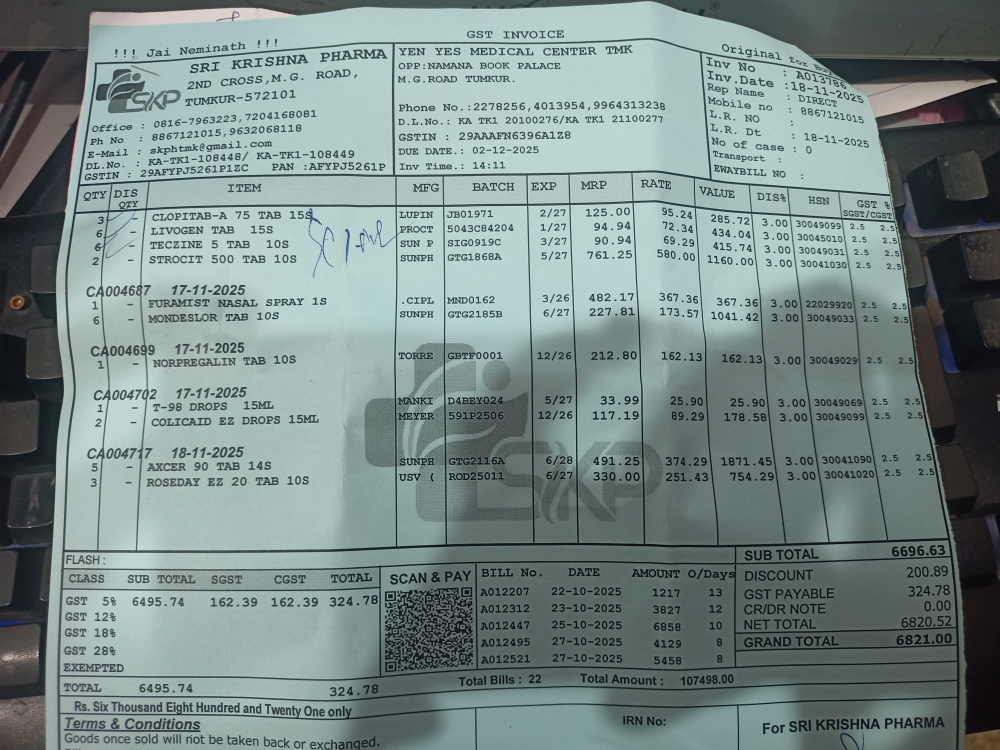 GST INVOICE
!!! Jai Neminath !!!
SKP
SRI KRISHNA PHARMA
2ND CROSS,M.G. ROAD,
TUMKUR-572101
Office : 0816-7963223,7204168081
Ph No : 8867121015,9632068118
E-Mail : skphtmk@gmail.com
DL.No. : KA-TK1-108448/ KA-TK1-108449
GSTIN : 29AFYPJ5261P1ZC PAN :AFYPJ5261P
YEN YES MEDICAL CENTER TMK
OPP:NAMANA BOOK PALACE
M.G.ROAD TUMKUR.
Phone No.:2278256,4013954,9964313238
D.L.No.: KA TK1 20100276/KA TK1 21100277
GSTIN : 29AAAFN6396A1Z8
DUE DATE.: 02-12-2025
Inv Time.: 14:11
Original for
Inv No : A013786
Inv.Date :18-11-2025
Rep Name : DIRECT
Mobile no : 8867121015
L.R. NO :
L.R. Dt : 18-11-2025
No of case : 0
Transport :
EWAYBILL NO :
QTY DIS QTY ITEM MFG BATCH EXP MRP RATE VALUE DIS% HSN GST % SGST/CGST
3 - CLOPITAB-A 75 TAB 15S LUPIN JB01971 2/27 125.00 95.24 285.72 3.00 30049099 2.5 2.5
6 - LIVOGEN TAB 15S PROCT 5043C84204 1/27 94.94 72.34 434.04 3.00 30045010 2.5 2.5
6 - TECZINE 5 TAB 10S SUN P SIG0919C 3/27 90.94 69.29 415.74 3.00 30049031 2.5 2.5
2 - STROCIT 500 TAB 10S SUNPH GTG1868A 5/27 761.25 580.00 1160.00 3.00 30041030 2.5 2.5
CA004687 17-11-2025
1 - FURAMIST NASAL SPRAY 1S .CIPL MND0162 3/26 482.17 367.36 367.36 3.00 22029920 2.5 2.5
6 - MONDESLOR TAB 10S SUNPH GTG2185B 6/27 227.81 173.57 1041.42 3.00 30049033 2.5 2.5
CA004699 17-11-2025
1 - NORPREGALIN TAB 10S TORRE GBTF0001 12/26 212.80 162.13 162.13 3.00 30049029 2.5 2.5
CA004702 17-11-2025
1 - T-98 DROPS 15ML MANKI D4BEY024 5/27 33.99 25.90 25.90 3.00 30049069 2.5 2.5
2 - COLICAID EZ DROPS 15ML MEYER 591P2506 12/26 117.19 89.29 178.58 3.00 30049099 2.5 2.5
CA004717 18-11-2025
5 - AXCER 90 TAB 14S SUNPH GTG2116A 6/28 491.25 374.29 1871.45 3.00 30041090 2.5 2.5
3 - ROSEDAY EZ 20 TAB 10S USV ( ROD25011 6/27 330.00 251.43 754.29 3.00 30041020 2.5 2.5
SKP
FLASH :
CLASS SUB TOTAL SGST CGST TOTAL
GST 5% 6495.74 162.39 162.39 324.78
GST 12%
GST 18%
GST 28%
EXEMPTED
TOTAL 6495.74 324.78
SCAN & PAY
BILL No. DATE AMOUNT O/Days
A012207 22-10-2025 1217 13
A012312 23-10-2025 3827 12
A012447 25-10-2025 6858 10
A012495 27-10-2025 4129 8
A012521 27-10-2025 5458 8
Total Bills : 22 Total Amount : 107498.00
SUB TOTAL 6696.63
DISCOUNT 200.89
GST PAYABLE 324.78
CR/DR NOTE 0.00
NET TOTAL 6820.52
GRAND TOTAL 6821.00
Rs. Six Thousand Eight Hundred and Twenty One only
Terms & Conditions
Goods once sold will not be taken back or exchanged.
IRN No:
For SRI KRISHNA PHARMA